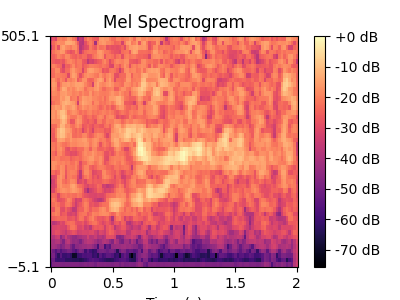 Mel Spectrogram
505.1
-5.1
0
0.5
1
1.5
2
+0 dB
-10 dB
-20 dB
-30 dB
-40 dB
-50 dB
-60 dB
-70 dB